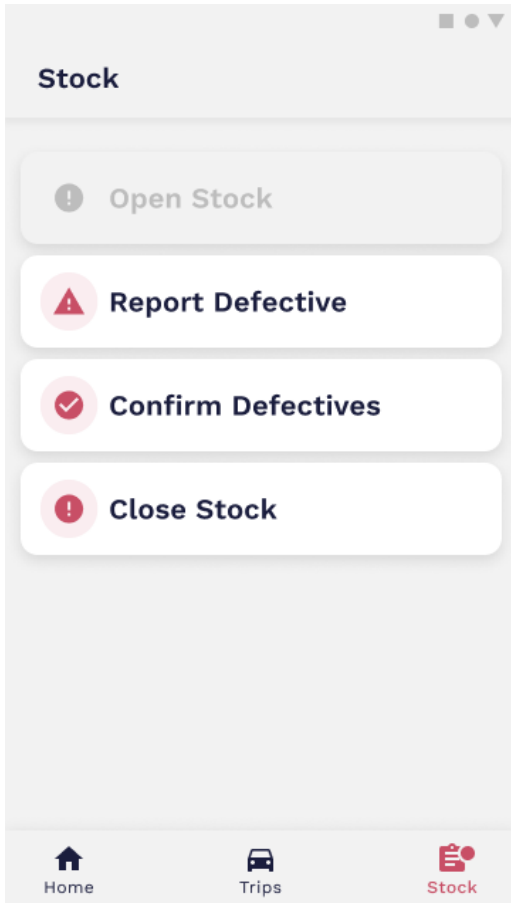 Stock
Open Stock
Report Defective
Confirm Defectives
Close Stock
Home
Trips
Stock